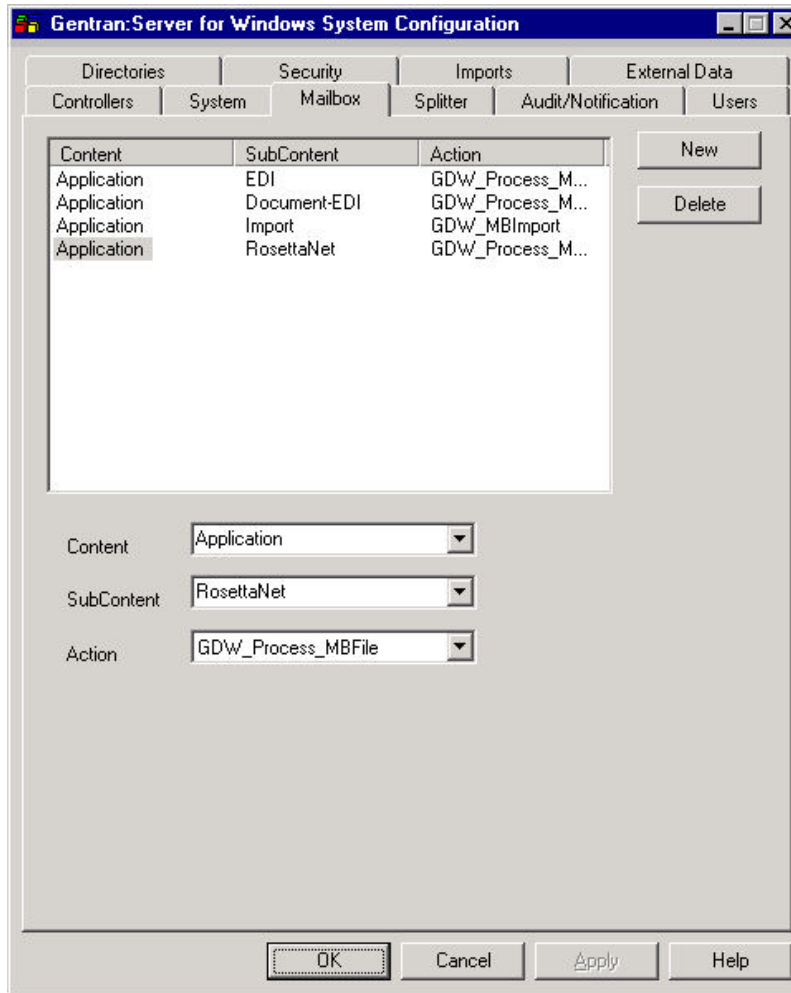 Gentran:Server for Windows System Configuration
Directories Security Imports External Data
Controllers System Mailbox Splitter Audit/Notification Users
Content SubContent Action
Application EDI GDW_Process_M...
Application Document-EDI GDW_Process_M...
Application Import GDW_MBImport
Application RosettaNet GDW_Process_M...
New
Delete
Content Application
SubContent RosettaNet
Action GDW_Process_MBFile
OK Cancel Apply Help